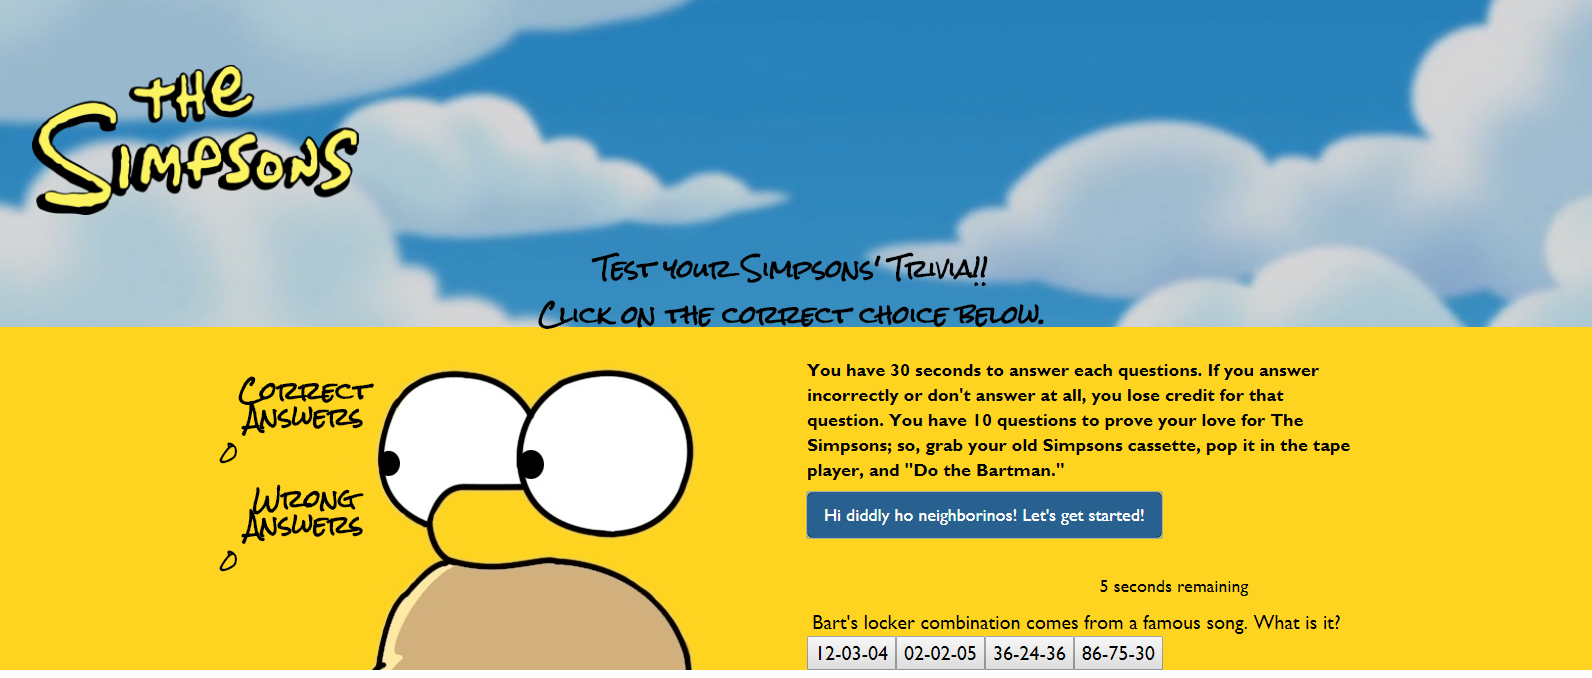 THE
SIMPSONS
TEST YOUR SIMPSONS' TRIVIA!!
CLICK ON THE CORRECT CHOICE BELOW.
CORRECT
ANSWERS
0
WRONG
ANSWERS
0
You have 30 seconds to answer each questions. If you answer
incorrectly or don't answer at all, you lose credit for that
question. You have 10 questions to prove your love for The
Simpsons; so, grab your old Simpsons cassette, pop it in the tape
player, and "Do the Bartman."
Hi diddly ho neighborinos! Let's get started!
5 seconds remaining
Bart's locker combination comes from a famous song. What is it?
12-03-04 02-02-05 36-24-36 86-75-30